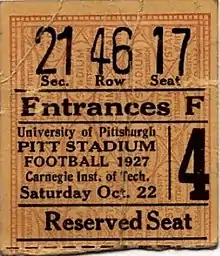 21 46 17
Sec. Row Seat
Entrances F
University of Pittsburgh
PITT STADIUM
FOOTBALL 1927
Carnegie Inst. of Tech.
Saturday Oct. 22
4
Reserved Seat